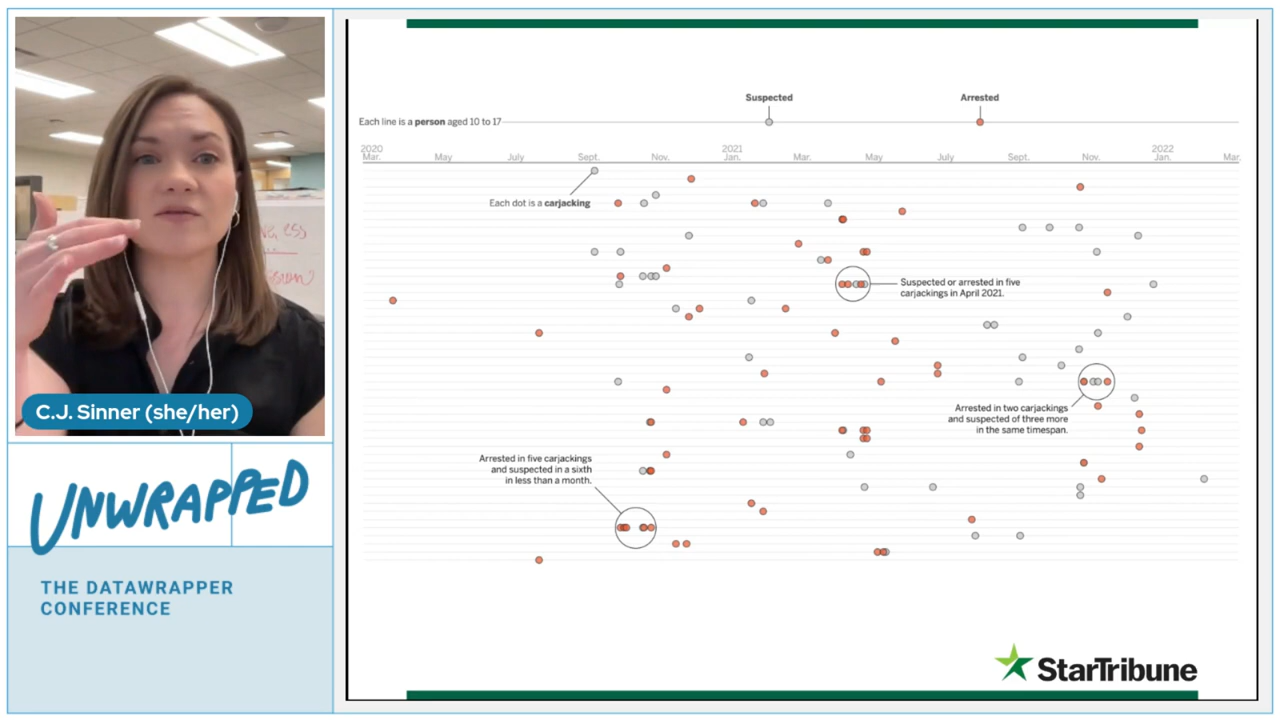 Suspected
Arrested
Each line is a person aged 10 to 17
2020
2021
2022
Mar.
May
July
Sept.
Nov.
Jan.
Mar.
May
July
Sept.
Nov.
Jan.
Mar.
Each dot is a carjacking
Suspected or arrested in five
carjackings in April 2021.
Arrested in two carjackings
and suspected of three more
in the same timespan.
Arrested in five carjackings
and suspected in a sixth
in less than a month.
StarTribune
C.J. Sinner (she/her)
UNWRAPPED
THE DATAWRAPPER
CONFERENCE